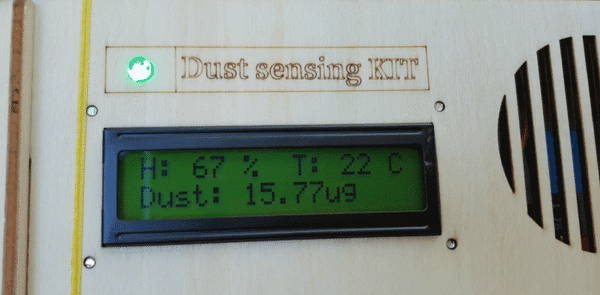 Dust sensing KIT
H: 67 % T: 22 C
Dust: 15.77ug